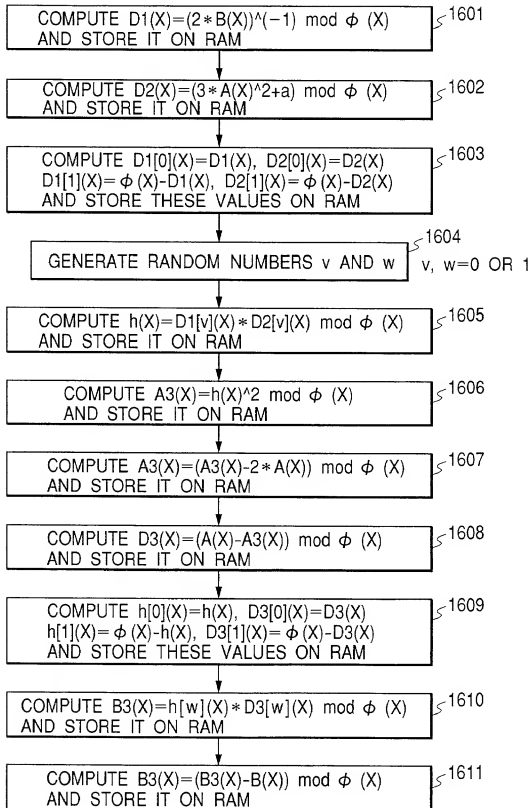 COMPUTE D1(X)=(2*B(X))^(-1) mod ϕ (X)
AND STORE IT ON RAM
1601
COMPUTE D2(X)=(3*A(X)^2+a) mod ϕ (X)
AND STORE IT ON RAM
1602
COMPUTE D1[0](X)=D1(X), D2[0](X)=D2(X)
D1[1](X)=ϕ(X)-D1(X), D2[1](X)=ϕ(X)-D2(X)
AND STORE THESE VALUES ON RAM
1603
GENERATE RANDOM NUMBERS v AND w
1604
v, w=0 OR 1
COMPUTE h(X)=D1[v](X)*D2[v](X) mod ϕ (X)
AND STORE IT ON RAM
1605
COMPUTE A3(X)=h(X)^2 mod ϕ (X)
AND STORE IT ON RAM
1606
COMPUTE A3(X)=(A3(X)-2*A(X)) mod ϕ (X)
AND STORE IT ON RAM
1607
COMPUTE D3(X)=(A(X)-A3(X)) mod ϕ (X)
AND STORE IT ON RAM
1608
COMPUTE h[0](X)=h(X), D3[0](X)=D3(X)
h[1](X)=ϕ(X)-h(X), D3[1](X)=ϕ(X)-D3(X)
AND STORE THESE VALUES ON RAM
1609
COMPUTE B3(X)=h[w](X)*D3[w](X) mod ϕ (X)
AND STORE IT ON RAM
1610
COMPUTE B3(X)=(B3(X)-B(X)) mod ϕ (X)
AND STORE IT ON RAM
1611